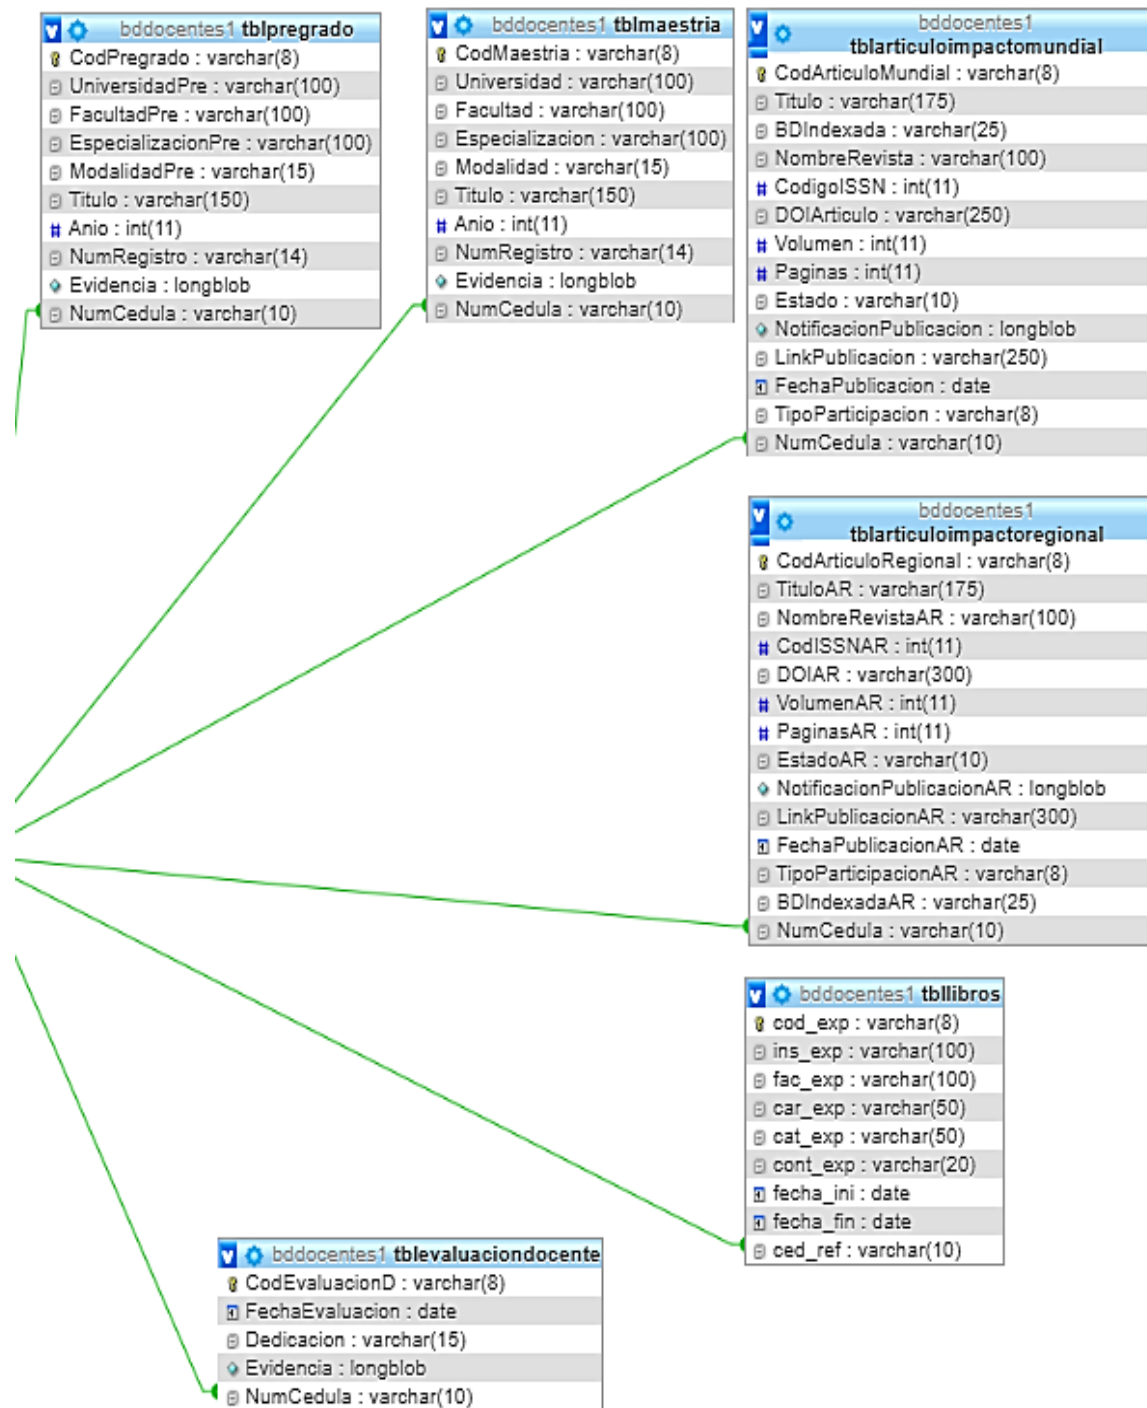 bddocentes1 tblpregrado
CodPregrado : varchar(8)
UniversidadPre : varchar(100)
FacultadPre : varchar(100)
EspecializacionPre : varchar(100)
ModalidadPre : varchar(15)
Titulo : varchar(150)
# Anio : int(11)
NumRegistro : varchar(14)
Evidencia : longblob
NumCedula : varchar(10)
bddocentes1 tblmaestria
CodMaestria : varchar(8)
Universidad : varchar(100)
Facultad : varchar(100)
Especializacion : varchar(100)
Modalidad : varchar(15)
Titulo : varchar(150)
# Anio : int(11)
NumRegistro : varchar(14)
Evidencia : longblob
NumCedula : varchar(10)
bddocentes1
tblarticuloimpactomundial
CodArticuloMundial : varchar(8)
Titulo : varchar(175)
BDIndexada : varchar(25)
NombreRevista : varchar(100)
# CodigoISSN : int(11)
DOIArticulo : varchar(250)
# Volumen : int(11)
# Paginas : int(11)
Estado : varchar(10)
NotificacionPublicacion : longblob
LinkPublicacion : varchar(250)
FechaPublicacion : date
TipoParticipacion : varchar(8)
NumCedula : varchar(10)
bddocentes1
tblarticuloimpactoregional
CodArticuloRegional : varchar(8)
TituloAR : varchar(175)
NombreRevistaAR : varchar(100)
# CodISSNAR : int(11)
DOIAR : varchar(300)
# VolumenAR : int(11)
# PaginasAR : int(11)
EstadoAR : varchar(10)
NotificacionPublicacionAR : longblob
LinkPublicacionAR : varchar(300)
FechaPublicacionAR : date
TipoParticipacionAR : varchar(8)
BDIndexadaAR : varchar(25)
NumCedula : varchar(10)
bddocentes1 tbllibros
cod_exp : varchar(8)
ins_exp : varchar(100)
fac_exp : varchar(100)
car_exp : varchar(50)
cat_exp : varchar(50)
cont_exp : varchar(20)
fecha_ini : date
fecha_fin : date
ced_ref : varchar(10)
bddocentes1 tblevaluaciondocente
CodEvaluacionD : varchar(8)
FechaEvaluacion : date
Dedicacion : varchar(15)
Evidencia : longblob
NumCedula : varchar(10)